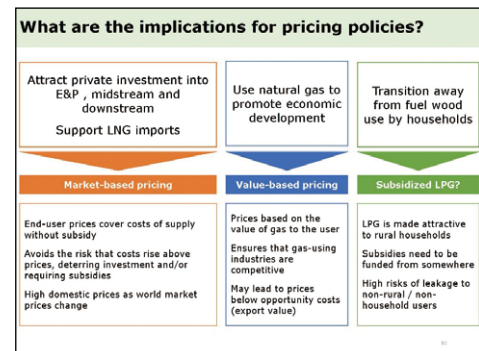 What are the implications for pricing policies?
Attract private investment into
E&P , midstream and
downstream
Support LNG imports
Use natural gas to
promote economic
development
Transition away
from fuel wood
use by households
Market-based pricing
Value-based pricing
Subsidized LPG?
End-user prices cover costs of supply
without subsidy
Avoids the risk that costs rise above
prices, deterring investment and/or
requiring subsidies
High domestic prices as world market
prices change
Prices based on the
value of gas to the user
Ensures that gas-using
industries are
competitive
May lead to prices
below opportunity costs
(export value)
LPG is made attractive
to rural households
Subsidies need to be
funded from somewhere
High risks of leakage to
non-rural / non-
household users